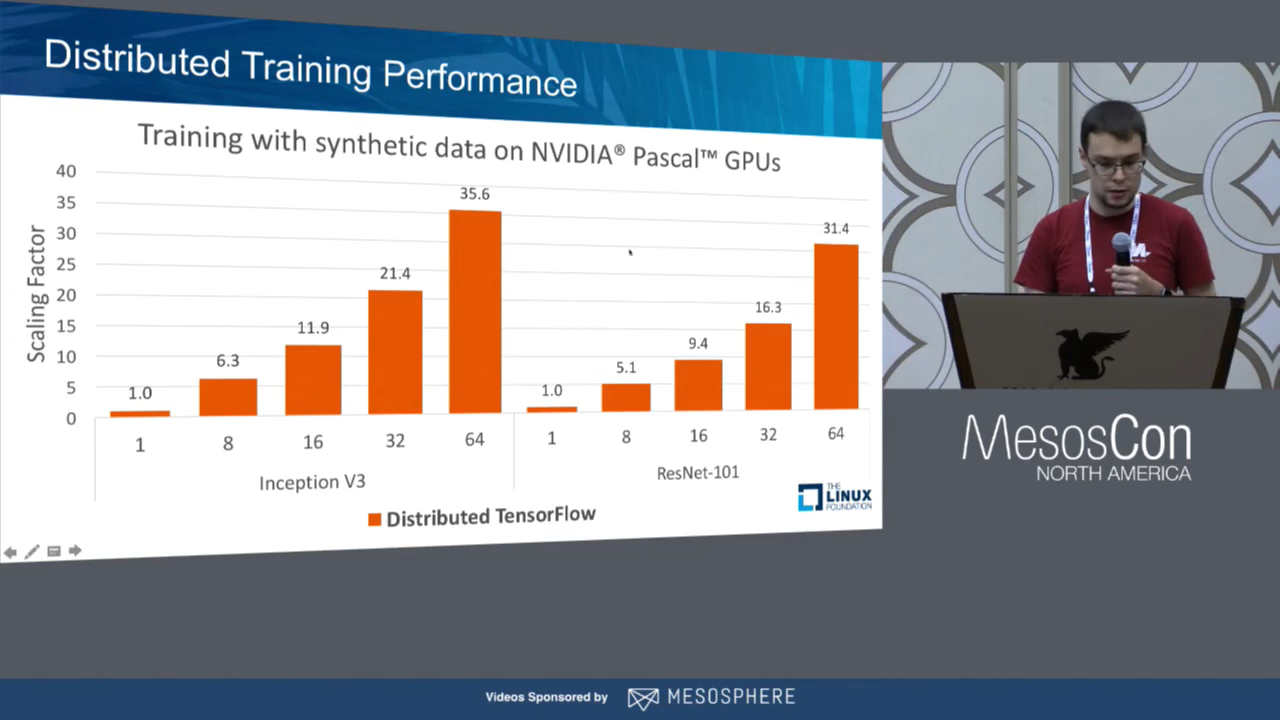 Distributed Training Performance
Training with synthetic data on NVIDIA® Pascal™ GPUs
Scaling Factor
40
35
30
25
20
15
10
5
0
1.0
6.3
11.9
21.4
35.6
1.0
5.1
9.4
16.3
31.4
1 8 16 32 64
1 8 16 32 64
Inception V3
ResNet-101
Distributed TensorFlow
THE
LINUX
FOUNDATION
MesosCon
NORTH AMERICA
Videos Sponsored by MESOSPHERE